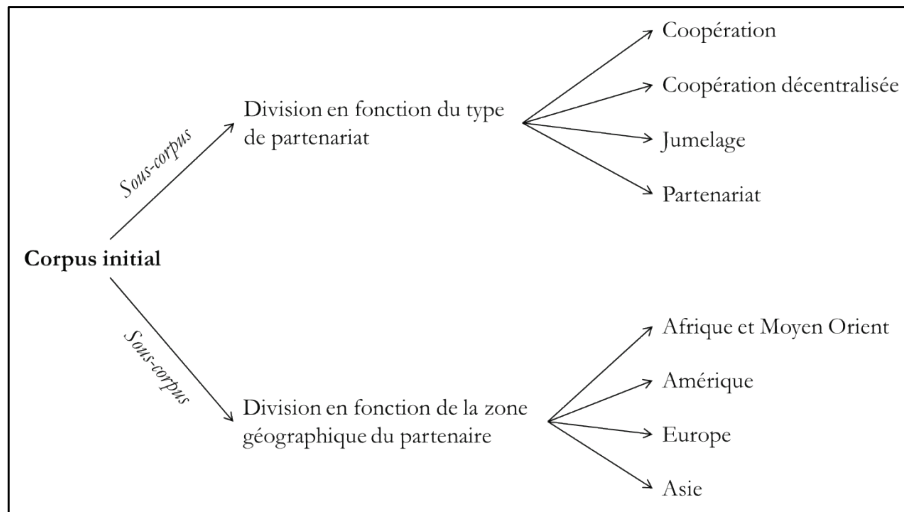 Coopération
Coopération décentralisée
Division en fonction du type
de partenariat
Jumelage
Partenariat
Sous-corpus
Corpus initial
Sous-corpus
Afrique et Moyen Orient
Amérique
Division en fonction de la zone
géographique du partenaire
Europe
Asie